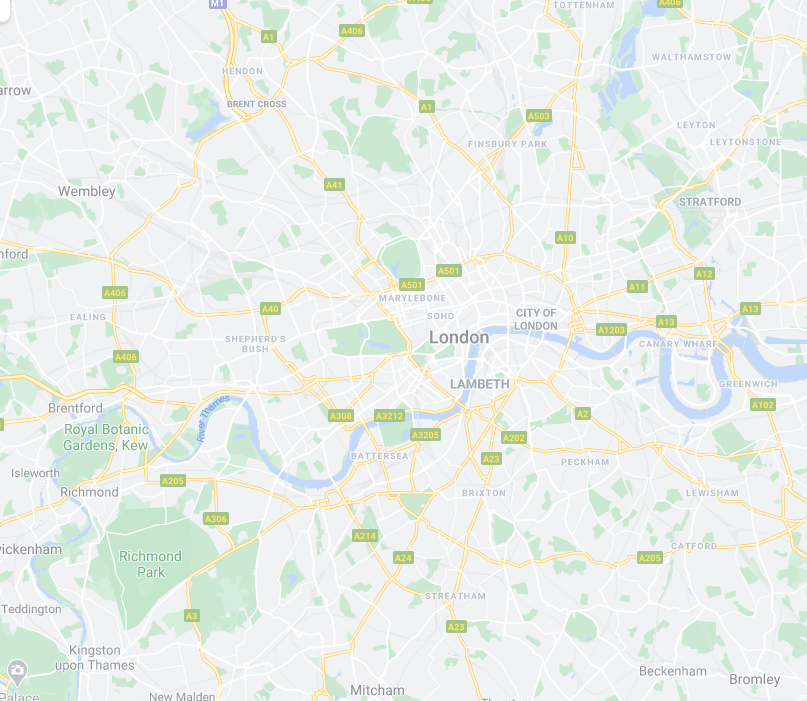 M1
A406
A406
TOTTENHAM
A1
A406
HENDON
WALTHAMSTOW
arrow
BRENT CROSS
A1
A503
LEYTON
FINSBURY PARK
LEYTONSTONE
Wembley
A41
STRATFORD
A10
nford
A501
A12
A501
A11
A406
MARYLEBONE
A40
EALING
SOHO
CITY OF
LONDON
A13
A13
A1203
London
SHEPHERD'S
BUSH
CANARY WHARF
A406
LAMBETH
GREENWICH
Brentford
A102
River Thames
A308
A3212
A2
Royal Botanic
Gardens, Kew
A3205
A202
BATTERSEA
A23
PECKHAM
Isleworth
A205
Richmond
BRIXTON
LEWISHAM
A306
A214
vickenham
CATFORD
Richmond
Park
A24
A205
STREATHAM
Teddington
A3
A23
Kingston
upon Thames
Beckenham
Bromley
Palace
New Malden
Mitcham